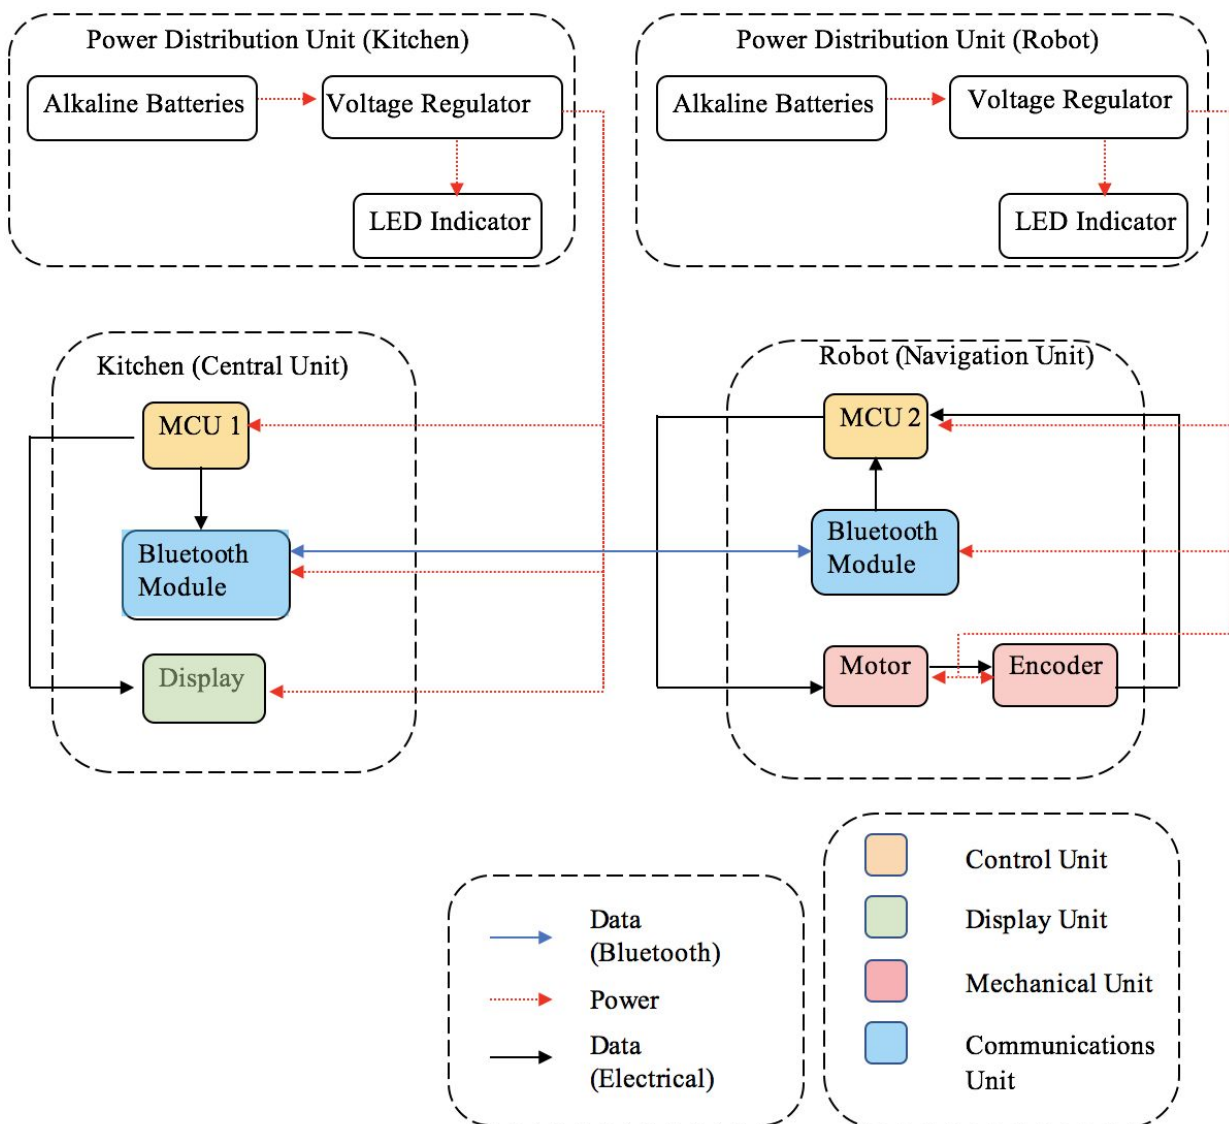 Power Distribution Unit (Kitchen)
Alkaline Batteries
Voltage Regulator
LED Indicator
Power Distribution Unit (Robot)
Alkaline Batteries
Voltage Regulator
LED Indicator
Kitchen (Central Unit)
MCU 1
Bluetooth
Module
Display
Robot (Navigation Unit)
MCU 2
Bluetooth
Module
Motor
Encoder
Data
(Bluetooth)
Power
Data
(Electrical)
Control Unit
Display Unit
Mechanical Unit
Communications
Unit